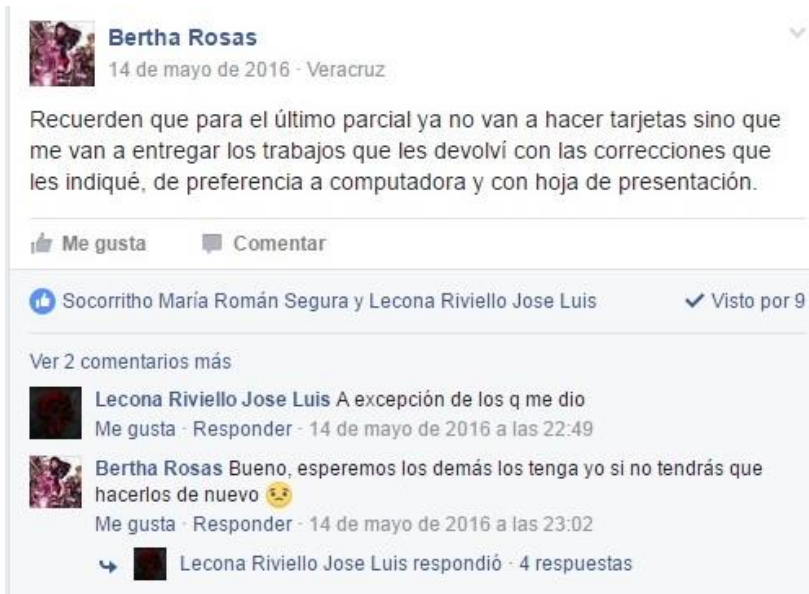 Bertha Rosas
14 de mayo de 2016 · Veracruz
Recuerden que para el último parcial ya no van a hacer tarjetas sino que
me van a entregar los trabajos que les devolví con las correcciones que
les indiqué, de preferencia a computadora y con hoja de presentación.
Me gusta Comentar
Socorritho María Román Segura y Lecona Riviello Jose Luis Visto por 9
Ver 2 comentarios más
Lecona Riviello Jose Luis A excepción de los q me dio
Me gusta · Responder · 14 de mayo de 2016 a las 22:49
Bertha Rosas Bueno, esperemos los demás los tenga yo si no tendrás que
hacerlos de nuevo
Me gusta · Responder · 14 de mayo de 2016 a las 23:02
Lecona Riviello Jose Luis respondió · 4 respuestas